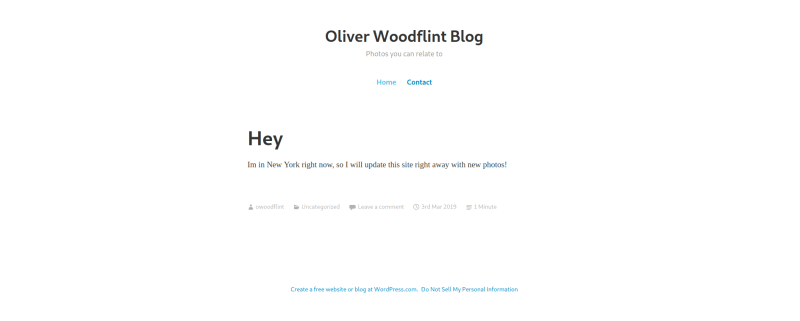 Oliver Woodflint Blog
Photos you can relate to
Home Contact
Hey
Im in New York right now, so I will update this site right away with new photos!
owoodflint Uncategorized Leave a comment 3rd Mar 2019 1 Minute
Create a free website or blog at WordPress.com. Do Not Sell My Personal Information